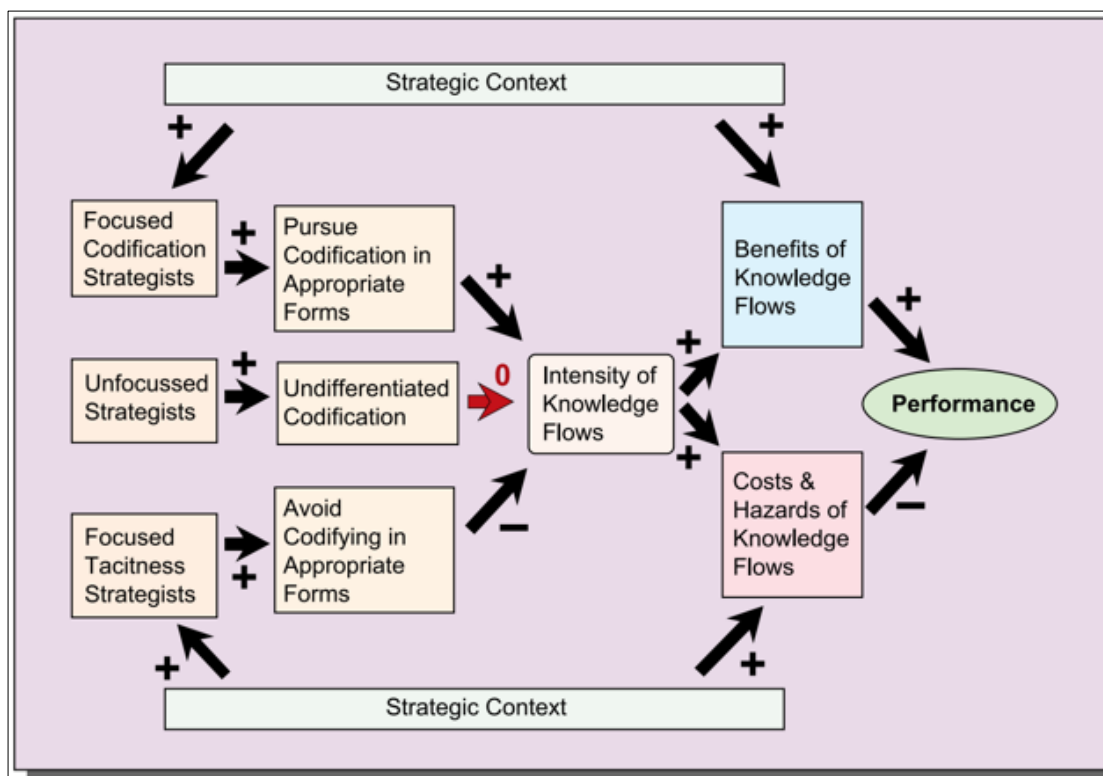 Strategic Context
+
+
Focused
Codification
Strategists
+
Pursue
Codification in
Appropriate
Forms
+
Benefits of
Knowledge
Flows
+
Unfocussed
Strategists
+
Undifferentiated
Codification
0
Intensity of
Knowledge
Flows
+
+
Performance
Focused
Tacitness
Strategists
+
Avoid
Codifying in
Appropriate
Forms
–
Costs &
Hazards of
Knowledge
Flows
–
+
+
Strategic Context